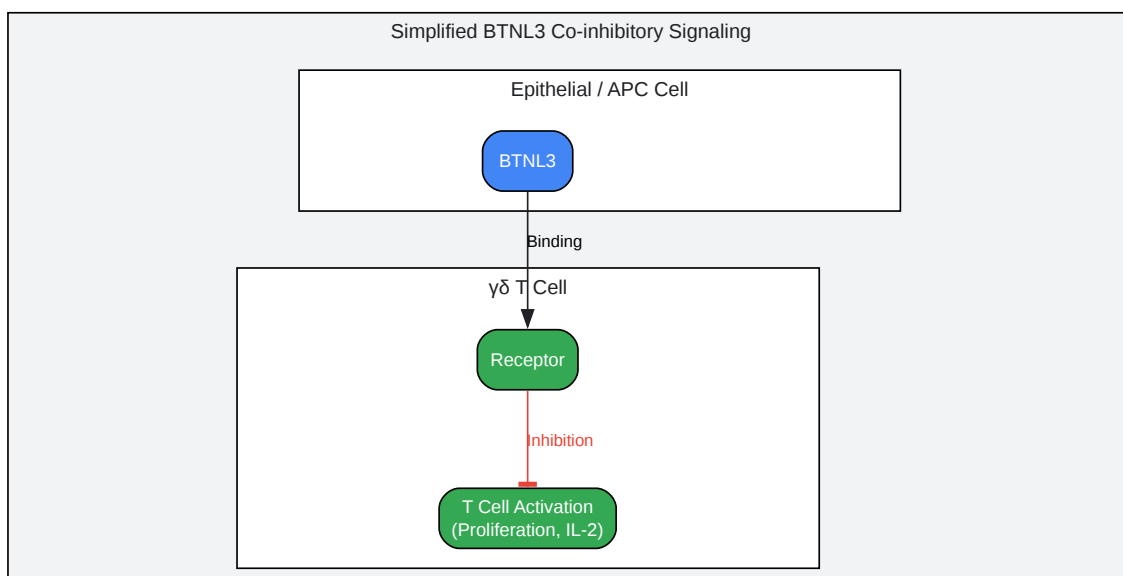 Simplified BTNL3 Co-inhibitory Signaling
Epithelial / APC Cell
BTNL3
Binding
γδ T Cell
Receptor
Inhibition
T Cell Activation
(Proliferation, IL-2)